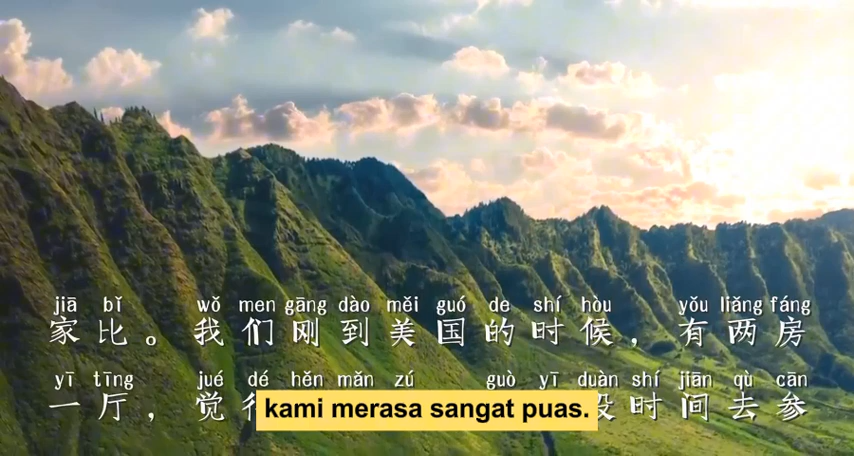 jiā bǐ wǒ men gāng dào měi guó de shí hòu yǒu liǎng fáng
家比。我们刚到美国的时候，有两房
yī tīng jué dé hěn mǎn zú guò yī duàn shí jiān qù cān
一厅，觉 时间去参
kami merasa sangat puas.